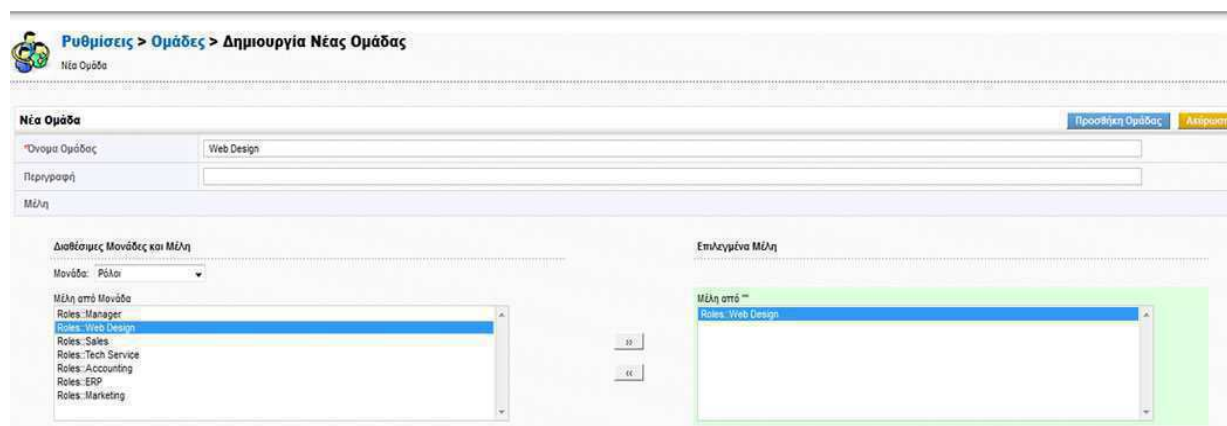 Ρυθμίσεις > Ομάδες > Δημιουργία Νέας Ομάδας
Νέα Ομάδα
Νέα Ομάδα
Προσθήκη Ομάδας
Ακύρωση
*Όνομα Ομάδας
Web Design
Περιγραφή
Μέλη
Διαθέσιμες Μονάδες και Μέλη
Επιλεγμένα Μέλη
Μονάδα: Ρόλοι
Μέλη από Μονάδα
Μέλη από ""
Roles::Manager
Roles::Web Design
Roles::Sales
Roles::Tech Service
Roles::Accounting
Roles::ERP
Roles::Marketing
>>
<<
Roles::Web Design